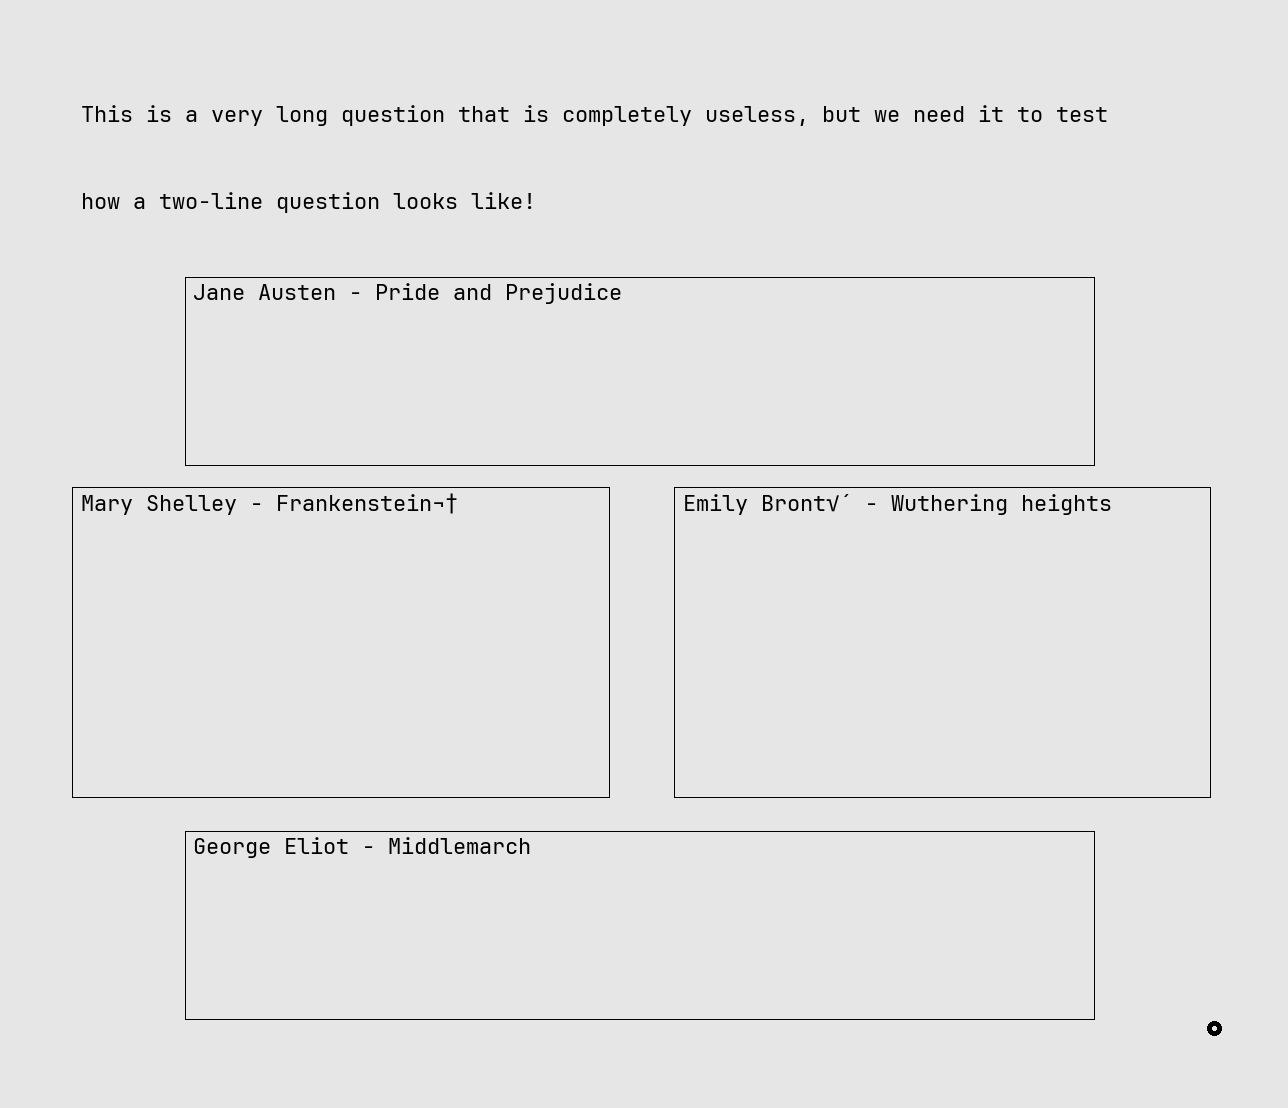 This is a very long question that is completely useless, but we need it to test
how a two-line question looks like!
Jane Austen - Pride and Prejudice
Mary Shelley - Frankenstein¬†
Emily Bront√´ - Wuthering heights
George Eliot - Middlemarch